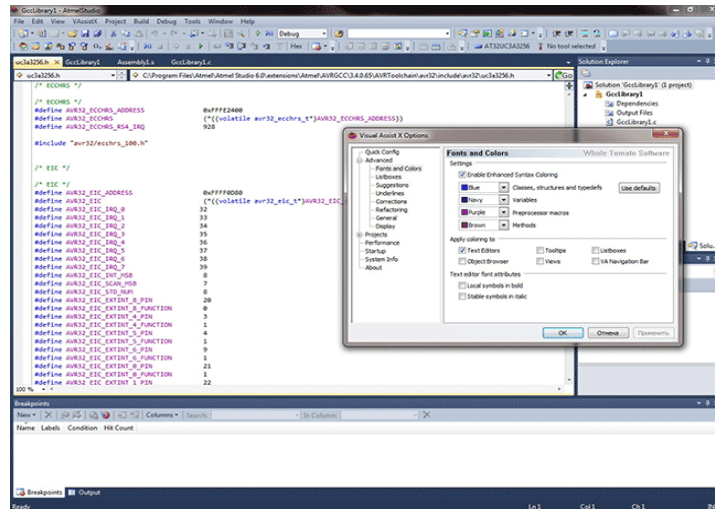 GccLibrary1 - AtmelStudio
File Edit View VAssistX Project Build Debug Tools Window Help
Debug
Hex
AT32UC3A3256 No tool selected
uc3a3256.h GccLibrary1 Assembly1.s GccLibrary1.c
uc3a3256.h C:\Program Files\Atmel\Atmel Studio 6.0\extensions\Atmel\AVRGCC\3.4.0.65\AVRToolchain\avr32\include\avr32\uc3a3256.h Go
/* ECCHRS */
/* ECCHRS */
#define AVR32_ECCHRS_ADDRESS 0xFFFE2400
#define AVR32_ECCHRS (*((volatile avr32_ecchrs_t*)AVR32_ECCHRS_ADDRESS))
#define AVR32_ECCHRS_RS4_IRQ 928
#include "avr32/ecchrs_100.h"
/* EIC */
/* EIC */
#define AVR32_EIC_ADDRESS 0xFFFF0D80
#define AVR32_EIC (*((volatile avr32_eic_t*)AVR32_EIC_
#define AVR32_EIC_IRQ_0 32
#define AVR32_EIC_IRQ_1 33
#define AVR32_EIC_IRQ_2 34
#define AVR32_EIC_IRQ_3 35
#define AVR32_EIC_IRQ_4 36
#define AVR32_EIC_IRQ_5 37
#define AVR32_EIC_IRQ_6 38
#define AVR32_EIC_IRQ_7 39
#define AVR32_EIC_INT_MSB 8
#define AVR32_EIC_SCAN_MSB 7
#define AVR32_EIC_STD_NUM 8
#define AVR32_EIC_EXTINT_8_PIN 20
#define AVR32_EIC_EXTINT_8_FUNCTION 0
#define AVR32_EIC_EXTINT_4_PIN 3
#define AVR32_EIC_EXTINT_4_FUNCTION 1
#define AVR32_EIC_EXTINT_5_PIN 4
#define AVR32_EIC_EXTINT_5_FUNCTION 1
#define AVR32_EIC_EXTINT_6_PIN 9
#define AVR32_EIC_EXTINT_6_FUNCTION 1
#define AVR32_EIC_EXTINT_0_PIN 21
#define AVR32_EIC_EXTINT_0_FUNCTION 1
#define AVR32_EIC_EXTINT_1_PIN 22
100 %
Solution Explorer
Solution 'GccLibrary1' (1 project)
GccLibrary1
Dependencies
Output Files
GccLibrary1.c
Solu...
Visual Assist X Options
Quick Config
Advanced
Fonts and Colors
Listboxes
Suggestions
Underlines
Corrections
Refactoring
General
Display
Projects
Performance
Startup
System Info
About
Fonts and Colors Whole Tomato Software
Settings
Enable Enhanced Syntax Coloring
Blue Classes, structures and typedefs Use defaults
Navy Variables
Purple Preprocessor macros
Brown Methods
Apply coloring to
Text Editors Tooltips Listboxes
Object Browser Views VA Navigation Bar
Text editor font attributes
Local symbols in bold
Stable symbols in italic
OK Отмена Применить
Breakpoints
New Columns Search: In Column:
Name Labels Condition Hit Count
Breakpoints Output
Ready Ln 1 Col 1 Ch 1